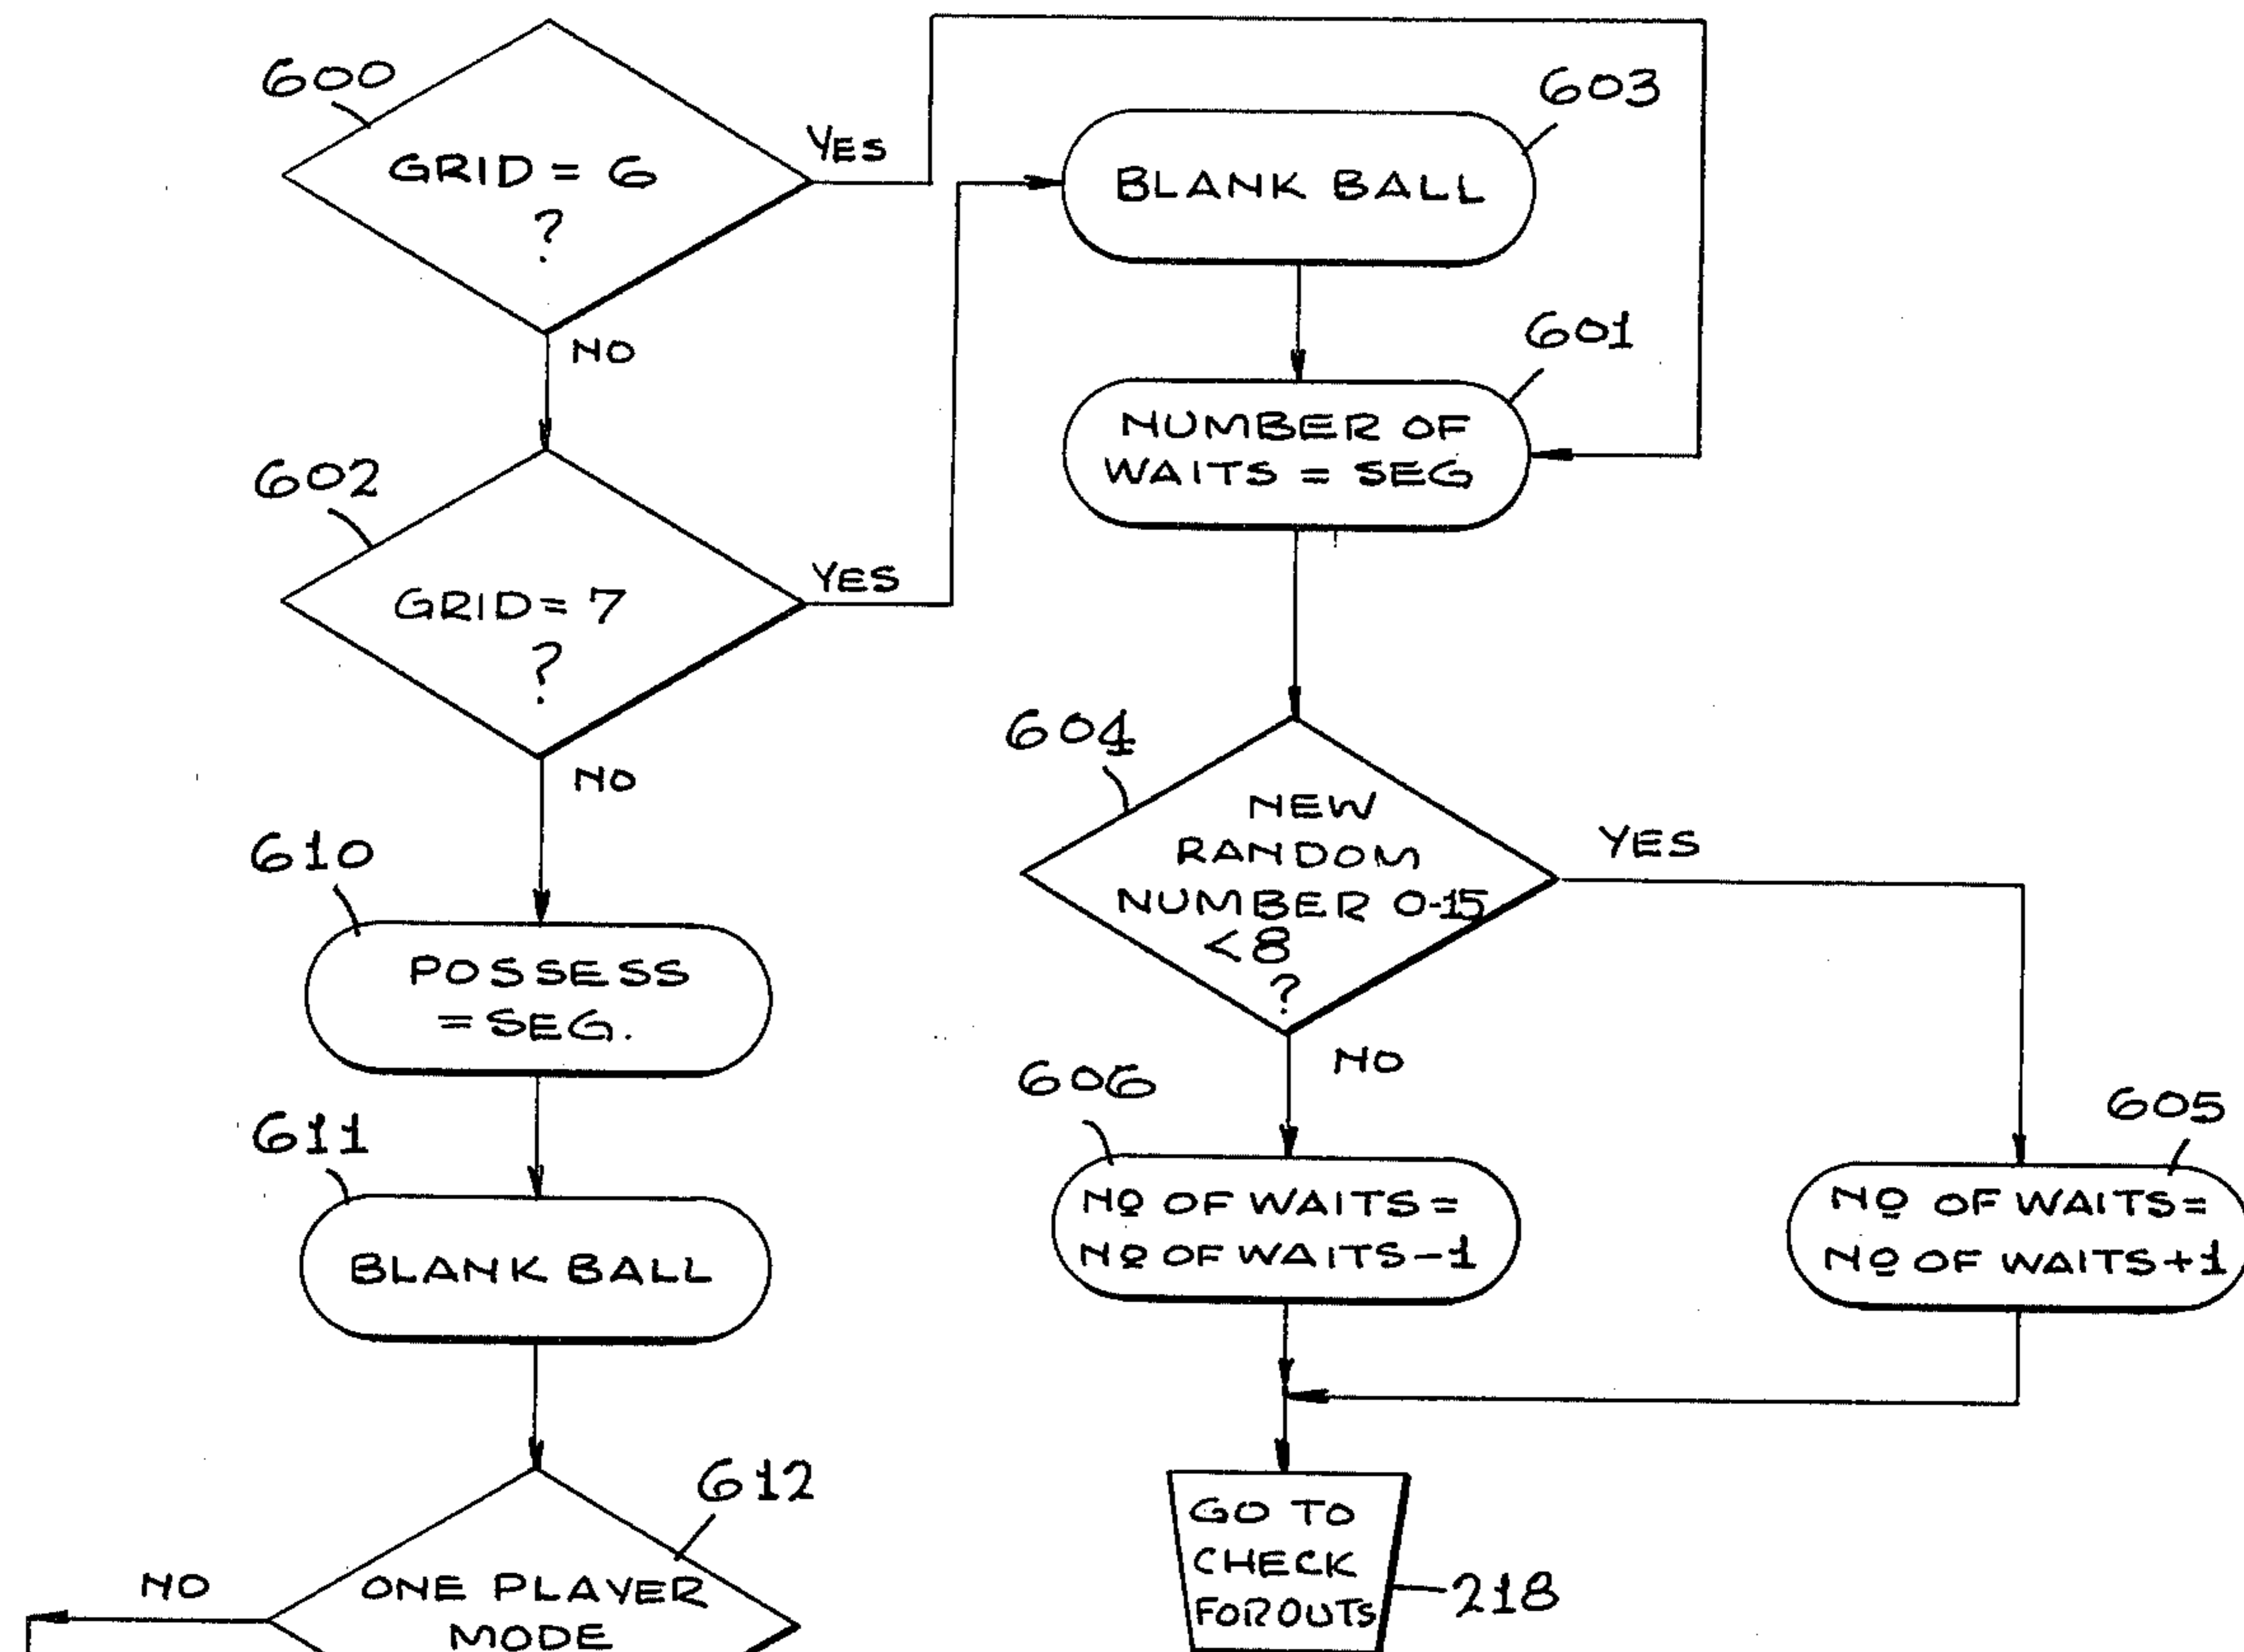 600
GRID = 6
?
YES
NO
603
BLANK BALL
601
NUMBER OF
WAITS = SEG
602
GRID = 7
?
YES
NO
604
NEW
RANDOM
NUMBER 0-15
<8
?
YES
NO
610
POSSESS
= SEG.
606
Nº OF WAITS =
Nº OF WAITS-1
605
Nº OF WAITS=
Nº OF WAITS+1
611
BLANK BALL
612
NO
ONE PLAYER
MODE
GO TO
CHECK
FOR OUTS
218